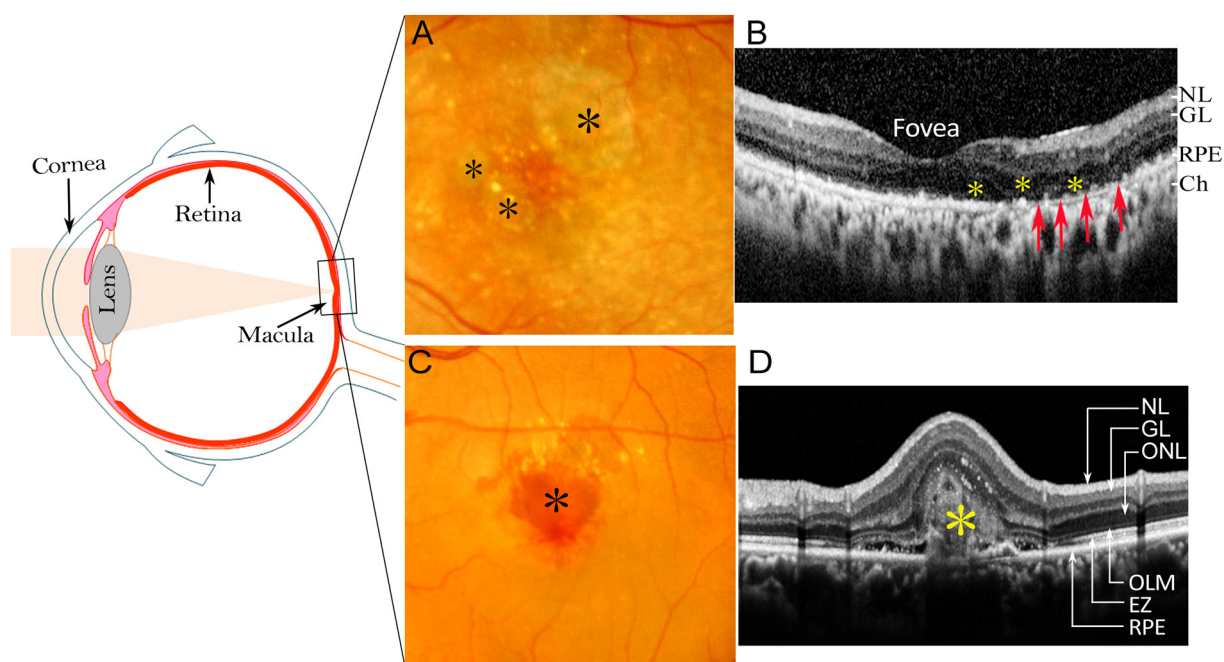 Cornea
Retina
Lens
Macula
A
*
*
*
B
Fovea
*
*
*
NL
GL
RPE
Ch
C
*
D
*
NL
GL
ONL
OLM
EZ
RPE